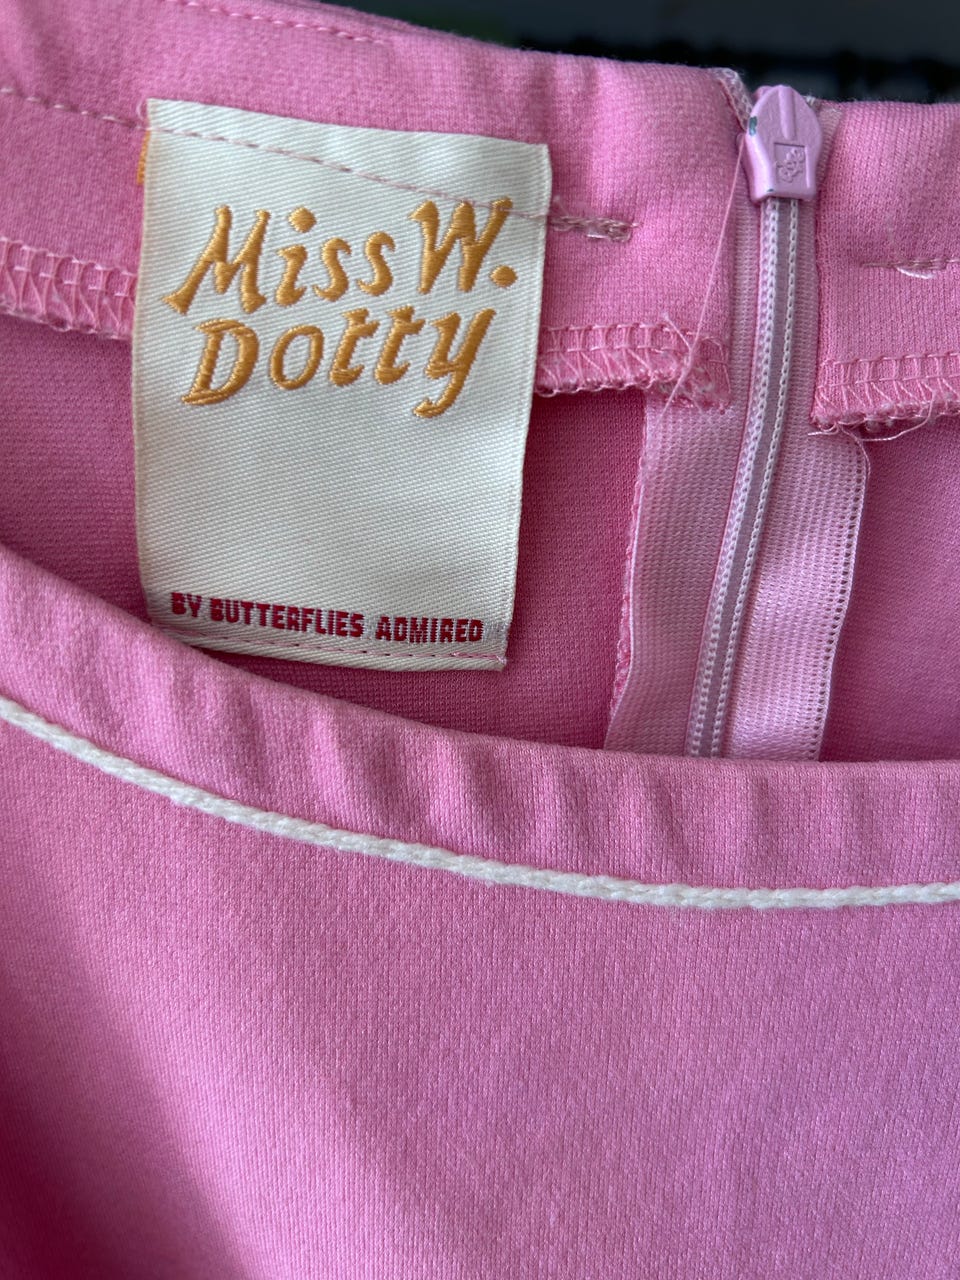 Miss W.
Dotty
BY BUTTERFLIES ADMIRED